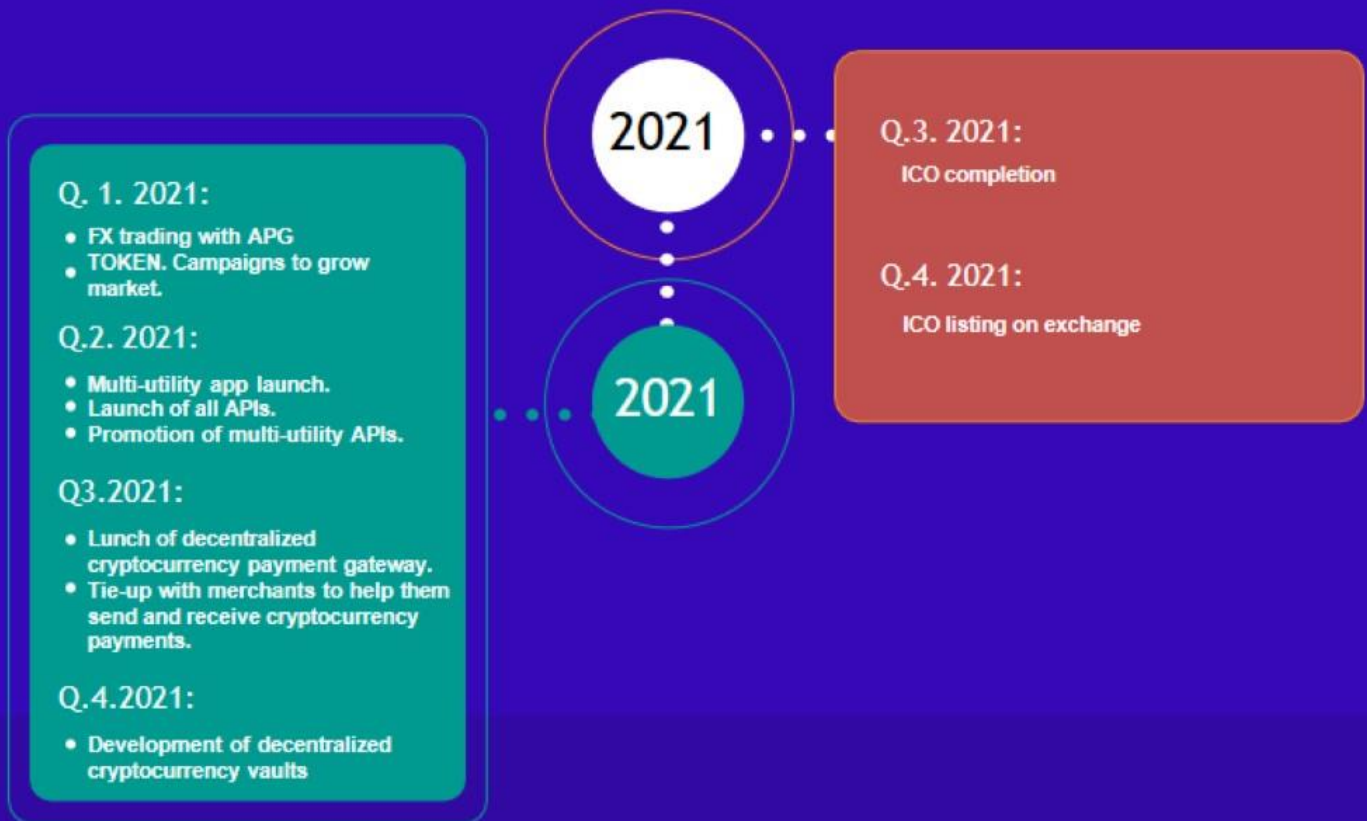 2021
Q.3. 2021:
ICO completion
Q.4. 2021:
ICO listing on exchange
2021
Q. 1. 2021:
• FX trading with APG
• TOKEN. Campaigns to grow
market.
Q.2. 2021:
• Multi-utility app launch.
• Launch of all APIs.
• Promotion of multi-utility APIs.
Q3.2021:
• Lunch of decentralized
cryptocurrency payment gateway.
• Tie-up with merchants to help them
send and receive cryptocurrency
payments.
Q.4.2021:
• Development of decentralized
cryptocurrency vaults